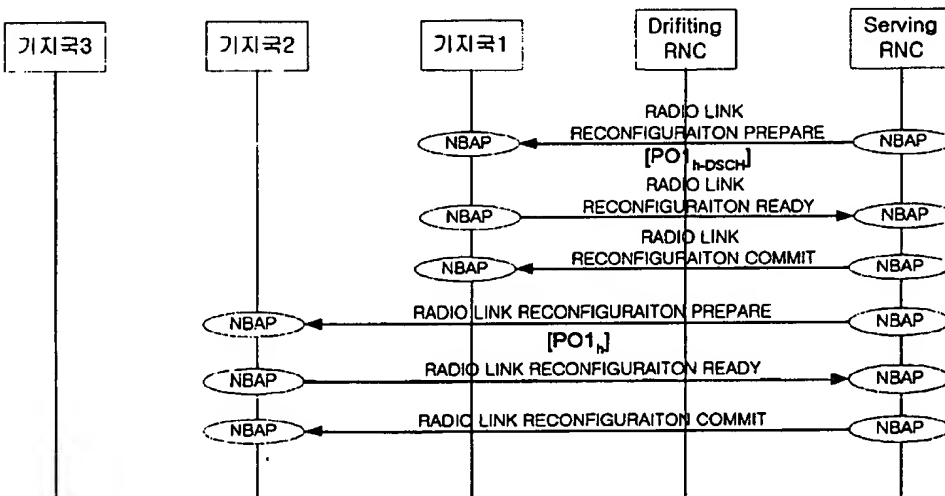 기지국3
기지국2
기지국1
Drifiting
RNC
Serving
RNC
RADIO LINK
RECONFIGURAITON PREPARE
NBAP
NBAP
[PO1h-DSCH]
RADIO LINK
RECONFIGURAITON READY
NBAP
NBAP
RADIO LINK
RECONFIGURAITON COMMIT
NBAP
NBAP
RADIO LINK RECONFIGURAITON PREPARE
NBAP
NBAP
[PO1h]
RADIO LINK RECONFIGURAITON READY
NBAP
NBAP
RADIO LINK RECONFIGURAITON COMMIT
NBAP
NBAP